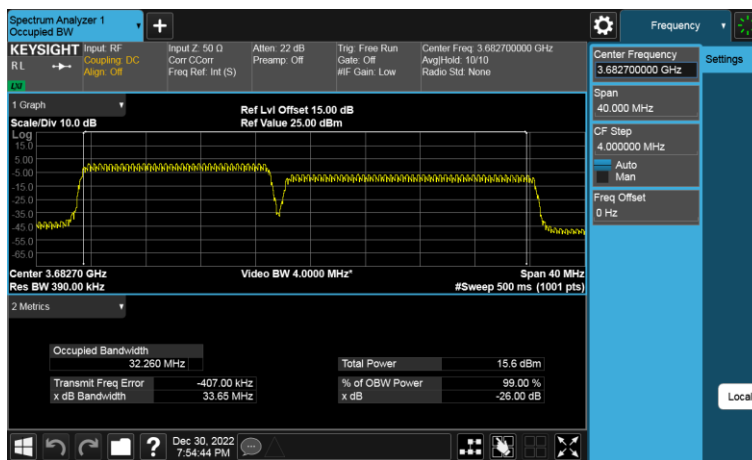 Spectrum Analyzer 1
Occupied BW
+
Frequency
KEYSIGHT
RL
LXI
Input: RF
Coupling: DC
Align: Off
Input Z: 50 Ω
Corr CCorr
Freq Ref: Int (S)
Atten: 22 dB
Preamp: Off
Trig: Free Run
Gate: Off
#IF Gain: Low
Center Freq: 3.682700000 GHz
Avg|Hold: 10/10
Radio Std: None
Center Frequency
3.682700000 GHz
Settings
Span
40.000 MHz
CF Step
4.000000 MHz
Auto
Man
Freq Offset
0 Hz
1 Graph
Scale/Div 10.0 dB
Ref Lvl Offset 15.00 dB
Ref Value 25.00 dBm
Log
15.0
5.00
-5.00
-15.0
-25.0
-35.0
-45.0
-55.0
-65.0
Center 3.68270 GHz
Res BW 390.00 kHz
Video BW 4.0000 MHz*
Span 40 MHz
#Sweep 500 ms (1001 pts)
2 Metrics
Occupied Bandwidth
32.260 MHz
Total Power 15.6 dBm
Transmit Freq Error -407.00 kHz
x dB Bandwidth 33.65 MHz
% of OBW Power 99.00 %
x dB -26.00 dB
Local
?
Dec 30, 2022
7:54:44 PM